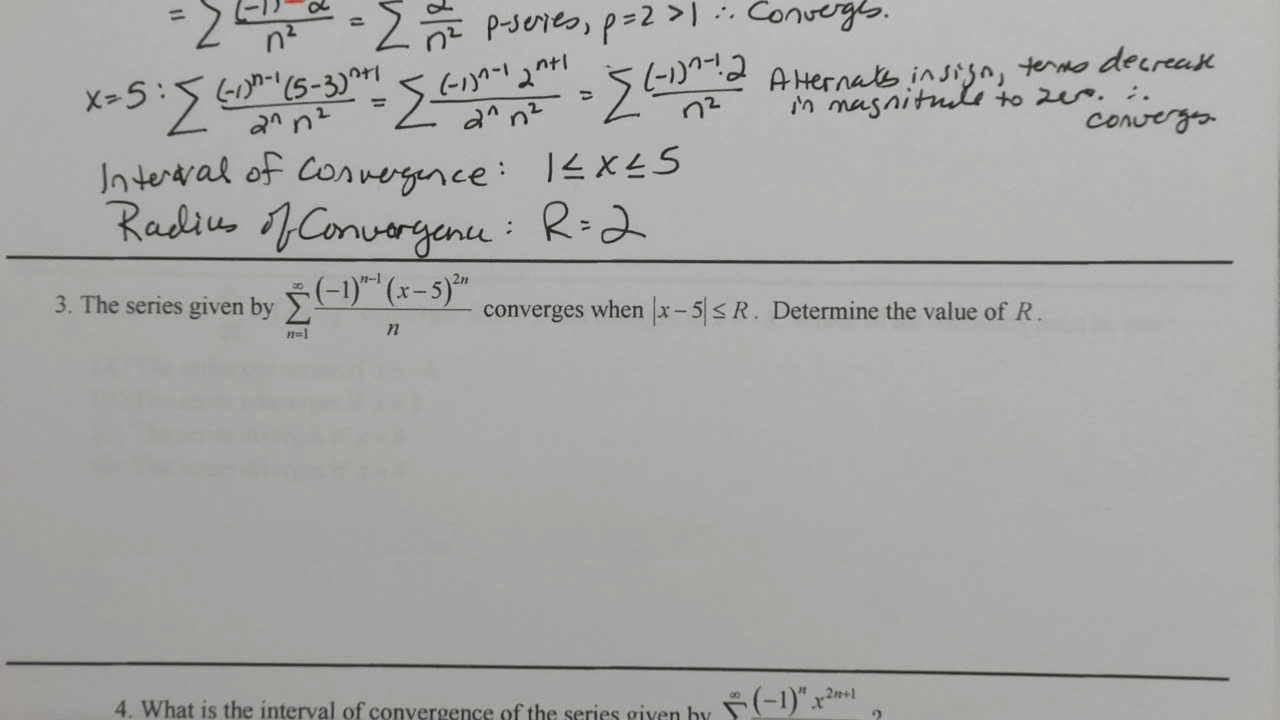 = ∑ (-1) 2 / n² = ∑ 2 / n² p-series, p=2 >1 ∴ Converges.
x=5: ∑ (-1)^(n-1) (5-3)^(n+1) / 2^n n² = ∑ (-1)^(n-1) 2^(n+1) / 2^n n² = ∑ (-1)^(n-1)·2 / n² Alternates in sign, terms decrease
in magnitude to zero. ∴
converges.
Interval of Convergence: 1 ≤ x ≤ 5
Radius of Convergence: R=2
3. The series given by ∑_{n=1}^{∞} (-1)^(n-1) (x-5)^(2n) / n converges when |x-5| ≤ R. Determine the value of R.
4. What is the interval of convergence of the series given by ∑^{∞} (-1)^n x^(2n+1) ?